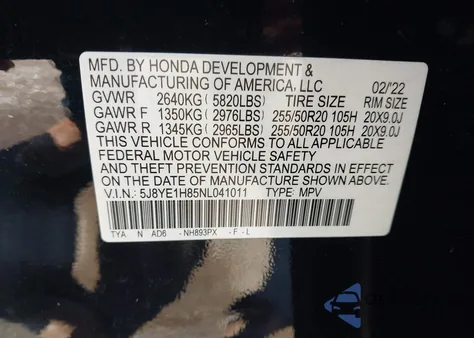 MFD. BY HONDA DEVELOPMENT &
MANUFACTURING OF AMERICA, LLC 02/'22
GVWR 2640KG ( 5820LBS) TIRE SIZE RIM SIZE
GAWR F 1350KG ( 2976LBS) 255/50R20 105H 20X9.0J
GAWR R 1345KG ( 2965LBS) 255/50R20 105H 20X9.0J
THIS VEHICLE CONFORMS TO ALL APPLICABLE
FEDERAL MOTOR VEHICLE SAFETY
AND THEFT PREVENTION STANDARDS IN EFFECT
ON THE DATE OF MANUFACTURE SHOWN ABOVE.
V.I.N.: 5J8YE1H85NL041011 TYPE: MPV
TYA N AD6 - NH893PX - F - L